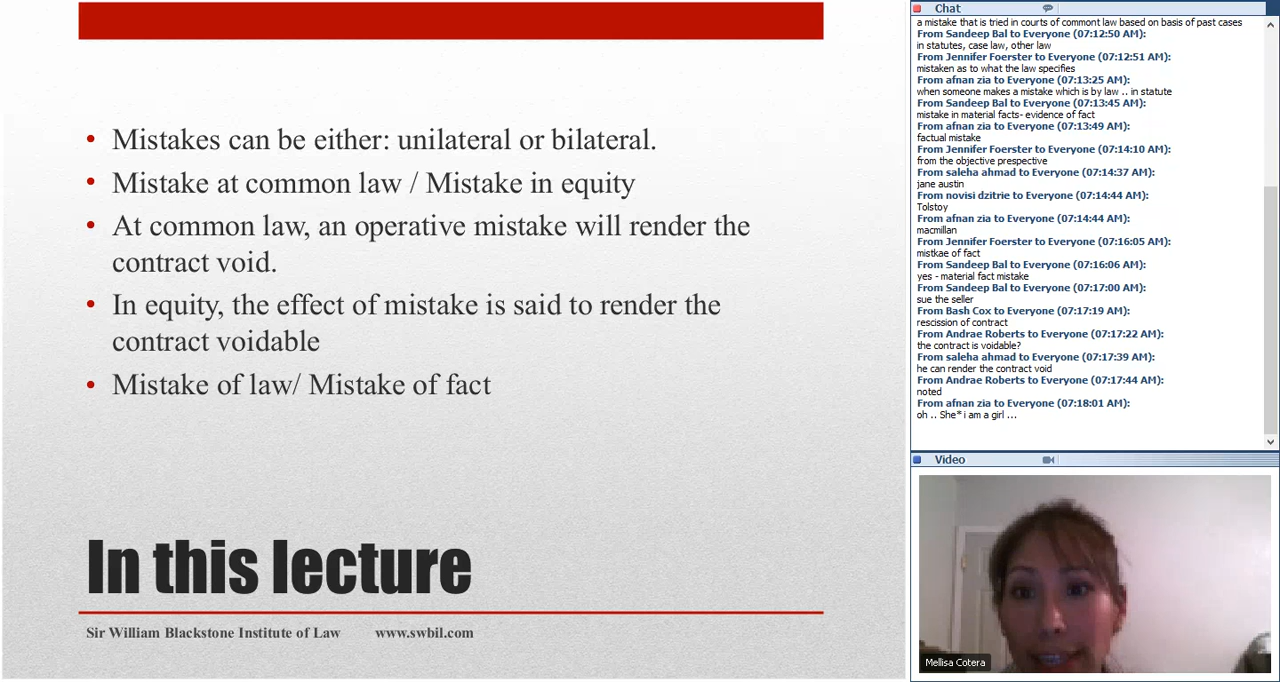 • Mistakes can be either: unilateral or bilateral.
• Mistake at common law / Mistake in equity
• At common law, an operative mistake will render the
contract void.
• In equity, the effect of mistake is said to render the
contract voidable
• Mistake of law/ Mistake of fact
In this lecture
Sir William Blackstone Institute of Law www.swbil.com
Chat
a mistake that is tried in courts of commont law based on basis of past cases
From Sandeep Bal to Everyone (07:12:50 AM):
in statutes, case law, other law
From Jennifer Foerster to Everyone (07:12:51 AM):
mistaken as to what the law specifies
From afnan zia to Everyone (07:13:25 AM):
when someone makes a mistake which is by law .. in statute
From Sandeep Bal to Everyone (07:13:45 AM):
mistake in material facts- evidence of fact
From afnan zia to Everyone (07:13:49 AM):
factual mistake
From Jennifer Foerster to Everyone (07:14:10 AM):
from the objective prespective
From saleha ahmad to Everyone (07:14:37 AM):
jane austin
From novisi dzitrie to Everyone (07:14:44 AM):
Tolstoy
From afnan zia to Everyone (07:14:44 AM):
macmillan
From Jennifer Foerster to Everyone (07:16:05 AM):
mistkae of fact
From Sandeep Bal to Everyone (07:16:06 AM):
yes - material fact mistake
From Sandeep Bal to Everyone (07:17:00 AM):
sue the seller
From Bash Cox to Everyone (07:17:19 AM):
rescission of contract
From Andrae Roberts to Everyone (07:17:22 AM):
the contract is voidable?
From saleha ahmad to Everyone (07:17:39 AM):
he can render the contract void
From Andrae Roberts to Everyone (07:17:44 AM):
noted
From afnan zia to Everyone (07:18:01 AM):
oh .. She* i am a girl ...
Video
Mellisa Cotera